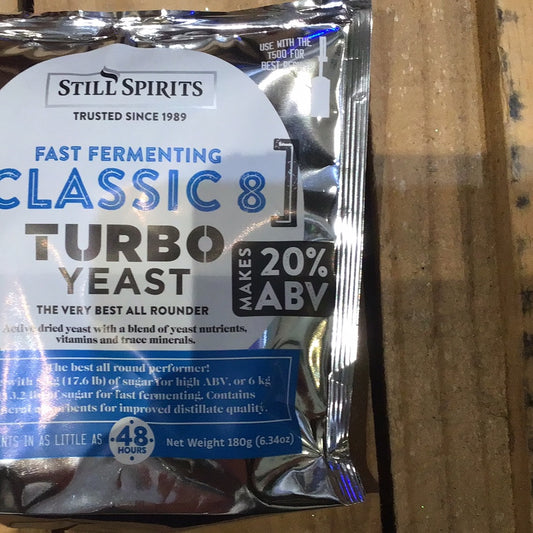 USE WITH THE
T500 FOR
STILL SPIRITS
TRUSTED SINCE 1989
FAST FERMENTING
CLASSIC 8
TURBO
YEAST
MAKES 20% ABV
THE VERY BEST ALL ROUNDER
Active dried yeast with a blend of yeast nutrients,
vitamins and trace minerals.
The best all round performer!
with 8kg (17.6 lb) of sugar for high ABV, or 6 kg
of sugar for fast fermenting. Contains
absorbents for improved distillate quality.
IN AS LITTLE AS 48 HOURS
Net Weight 180g (6.34oz)